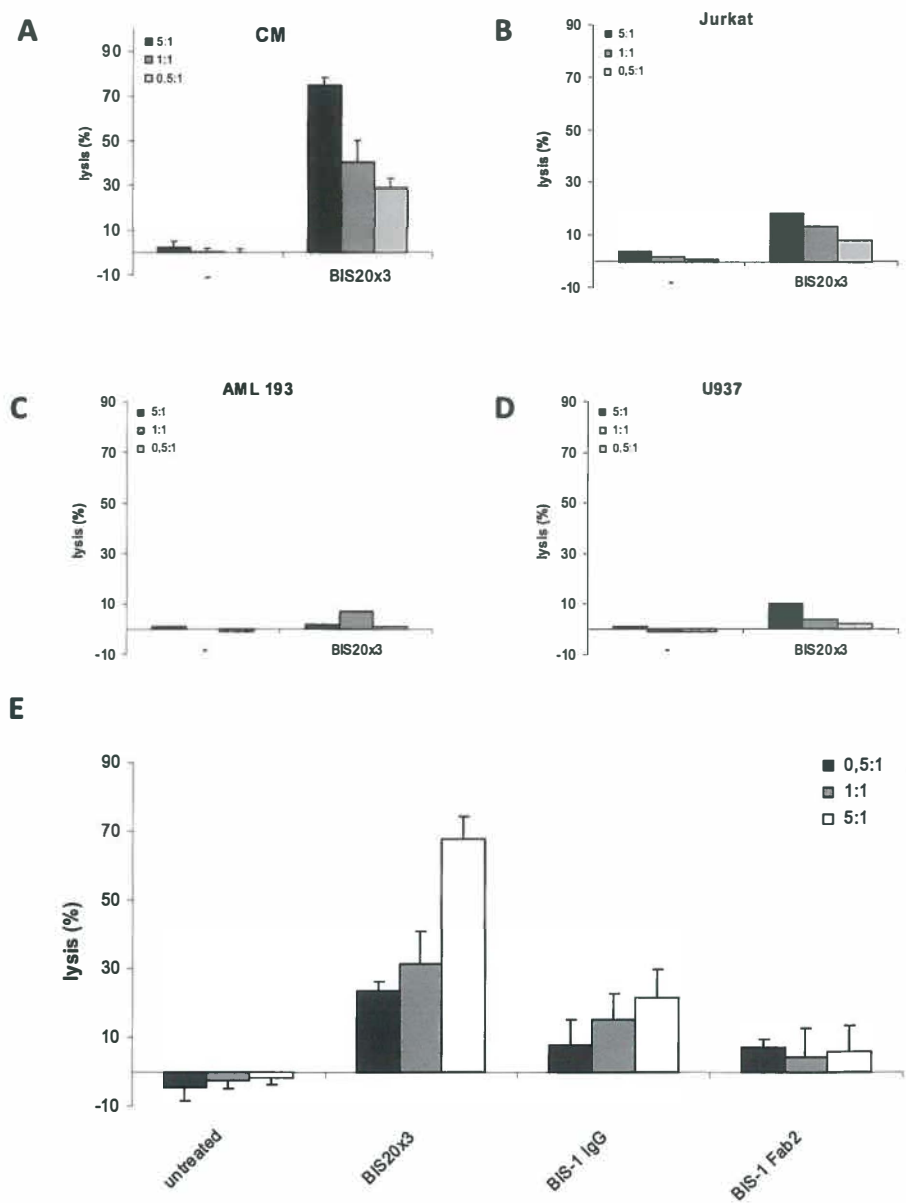 A
CM
5:1
1:1
0.5:1
90
70
50
30
10
-10
lysis (%)
-
BIS20x3
B
Jurkat
5:1
1:1
0,5:1
90
70
50
30
10
-10
lysis (%)
-
BIS20x3
C
AML 193
5:1
1:1
0,5:1
90
70
50
30
10
-10
lysis (%)
-
BIS20x3
D
U937
5:1
1:1
0,5:1
90
70
50
30
10
-10
lysis (%)
-
BIS20x3
E
0,5:1
1:1
5:1
90
70
50
30
10
-10
lysis (%)
untreated
BIS20x3
BIS-1 IgG
BIS-1 Fab2